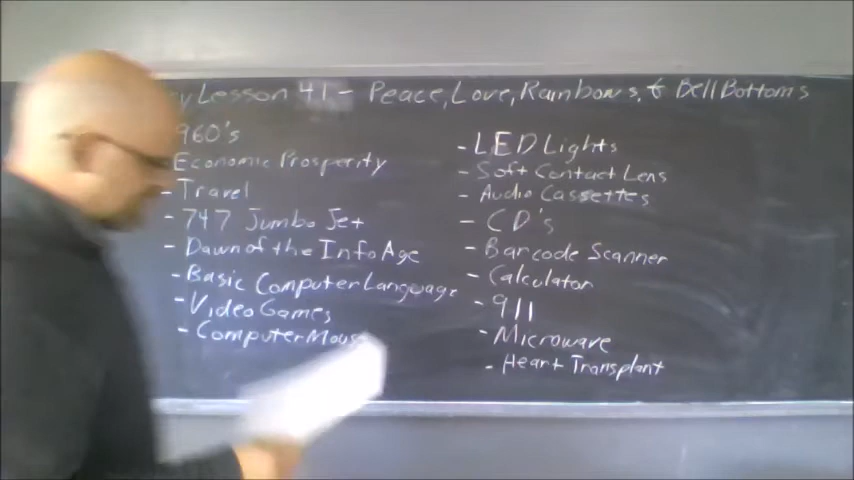 y Lesson 41 - Peace, Love, Rainbows, & Bell Bottoms
960's
Economic Prosperity
- Travel
- 747 Jumbo Jet
- Dawn of the Info Age
- Basic Computer Language
- Video Games
- Computer Mouse
- LED Lights
- Soft Contact Lens
- Audio Cassettes
- CD's
- Barcode Scanner
- Calculator
- 911
- Microwave
- Heart Transplant